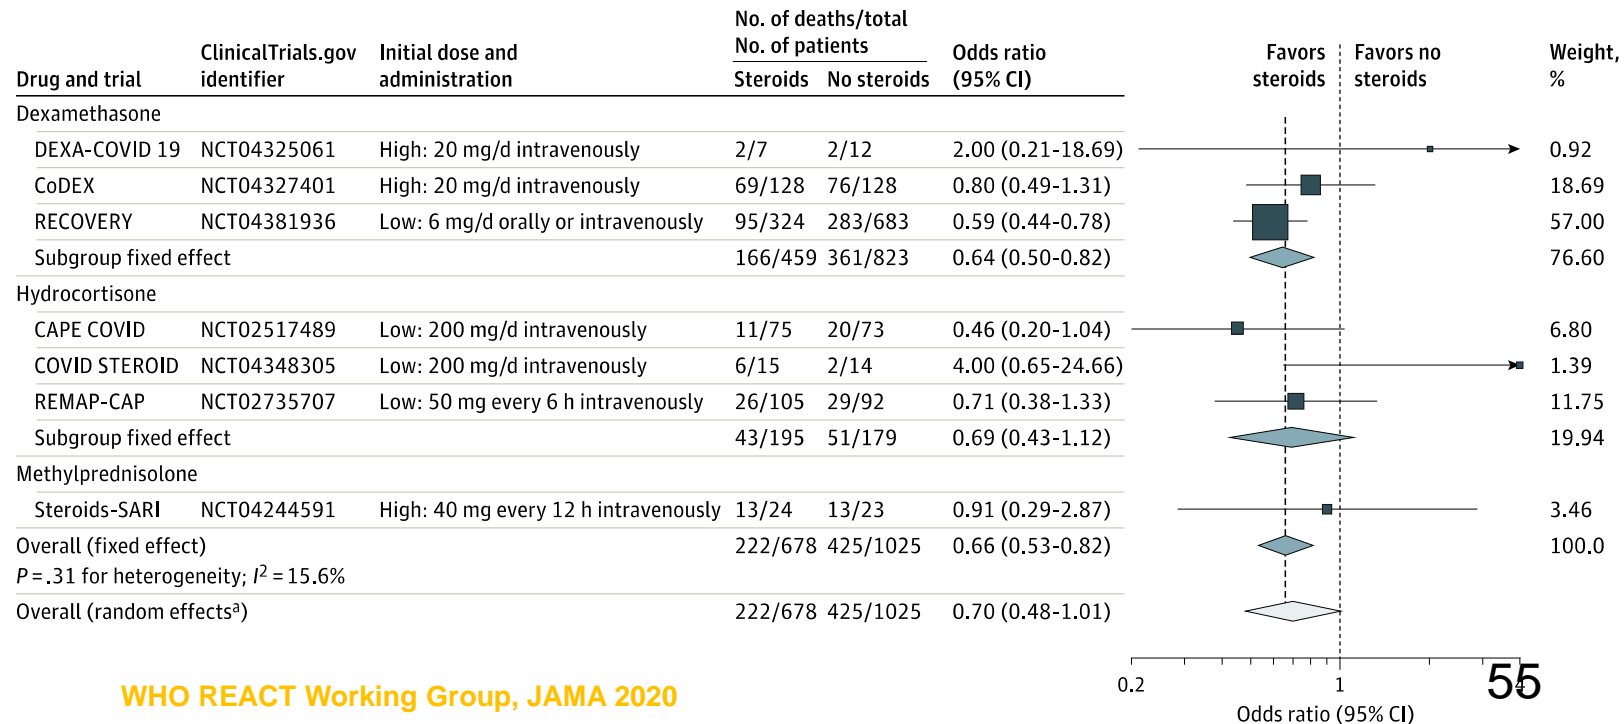 No. of deaths/total
ClinicalTrials.gov Initial dose and No. of patients Odds ratio Favors Favors no Weight,
Drug and trial identifier administration Steroids No steroids (95% CI) steroids steroids %
Dexamethasone
DEXA-COVID 19 NCT04325061 High: 20 mg/d intravenously 2/7 2/12 2.00 (0.21-18.69) 0.92
CoDEX NCT04327401 High: 20 mg/d intravenously 69/128 76/128 0.80 (0.49-1.31) 18.69
RECOVERY NCT04381936 Low: 6 mg/d orally or intravenously 95/324 283/683 0.59 (0.44-0.78) 57.00
Subgroup fixed effect 166/459 361/823 0.64 (0.50-0.82) 76.60
Hydrocortisone
CAPE COVID NCT02517489 Low: 200 mg/d intravenously 11/75 20/73 0.46 (0.20-1.04) 6.80
COVID STEROID NCT04348305 Low: 200 mg/d intravenously 6/15 2/14 4.00 (0.65-24.66) 1.39
REMAP-CAP NCT02735707 Low: 50 mg every 6 h intravenously 26/105 29/92 0.71 (0.38-1.33) 11.75
Subgroup fixed effect 43/195 51/179 0.69 (0.43-1.12) 19.94
Methylprednisolone
Steroids-SARI NCT04244591 High: 40 mg every 12 h intravenously 13/24 13/23 0.91 (0.29-2.87) 3.46
Overall (fixed effect) 222/678 425/1025 0.66 (0.53-0.82) 100.0
P = .31 for heterogeneity; I² = 15.6%
Overall (random effectsᵃ) 222/678 425/1025 0.70 (0.48-1.01)
0.2 1 4
55
WHO REACT Working Group, JAMA 2020
Odds ratio (95% CI)